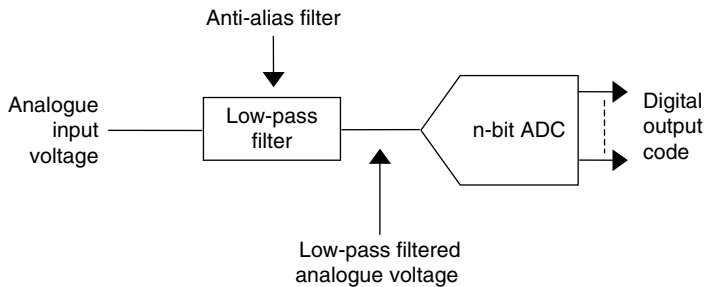 Anti-alias filter
Analogue
input
voltage
Low-pass
filter
n-bit ADC
Digital
output
code
Low-pass filtered
analogue voltage